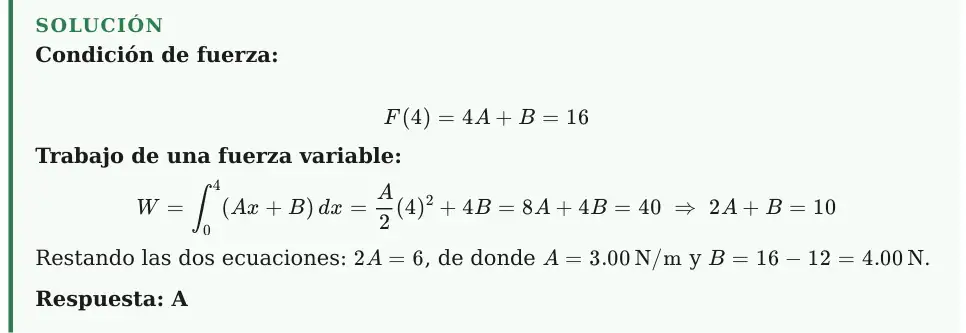 SOLUCIÓN
Condición de fuerza:
F(4) = 4A + B = 16
Trabajo de una fuerza variable:
W = ∫₀⁴ (Ax + B) dx = A/2 (4)² + 4B = 8A + 4B = 40 ⇒ 2A + B = 10
Restando las dos ecuaciones: 2A = 6, de donde A = 3.00 N/m y B = 16 − 12 = 4.00 N.
Respuesta: A